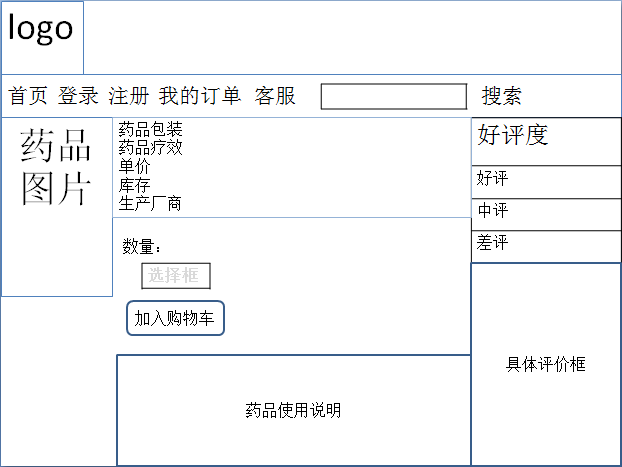 logo
首页 登录 注册 我的订单 客服 搜索
药品
图片
药品包装
药品疗效
单价
库存
生产厂商
数量：
选择框
加入购物车
药品使用说明
好评度
好评
中评
差评
具体评价框